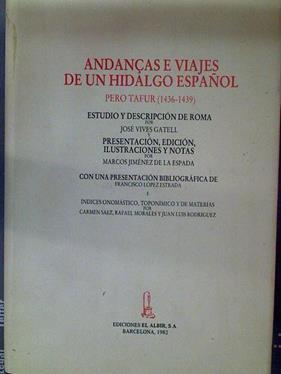 ANDANÇAS E VIAJES
DE UN HIDALGO ESPAÑOL
PERO TAFUR (1436-1439)
ESTUDIO Y DESCRIPCIÓN DE ROMA
POR
JOSÉ VIVES GATELL
Y
PRESENTACIÓN, EDICIÓN,
ILUSTRACIONES Y NOTAS
POR
MARCOS JIMÉNEZ DE LA ESPADA
CON UNA PRESENTACIÓN BIBLIOGRÁFICA DE
FRANCISCO LÓPEZ ESTRADA
E
INDICES ONOMÁSTICO, TOPONÍMICO Y DE MATERIAS
POR
CARMEN SAEZ, RAFAEL MORALES Y JUAN LUIS RODRIGUEZ
EDICIONES EL ALBIR, S.A.
BARCELONA, 1982